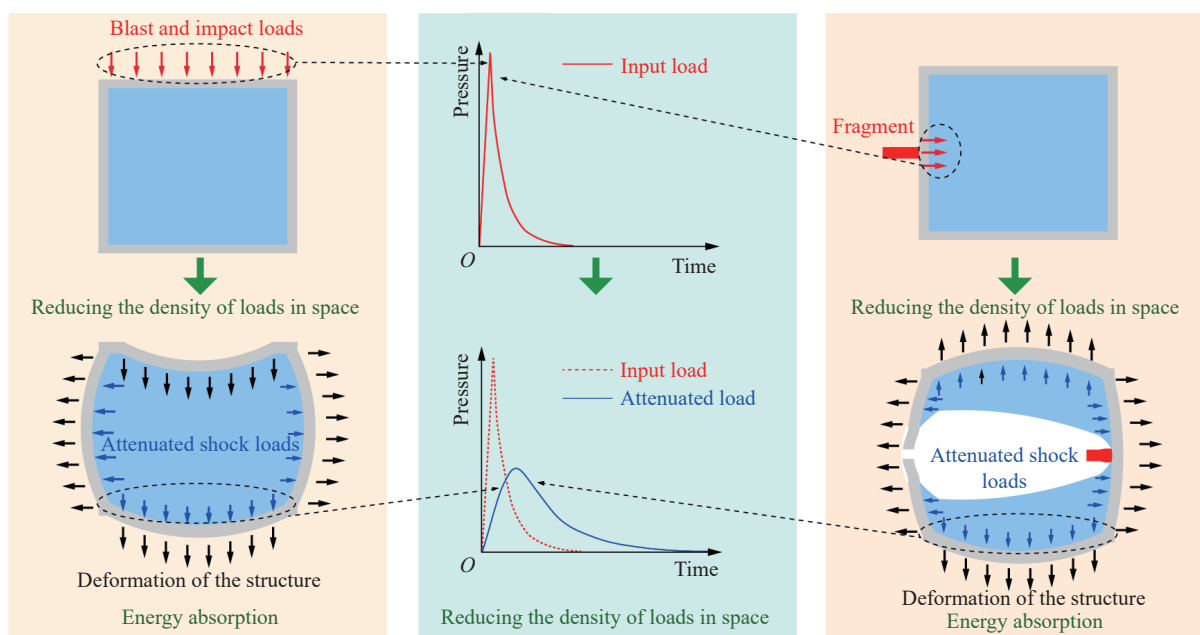 Blast and impact loads
Reducing the density of loads in space
Attenuated shock loads
Deformation of the structure
Energy absorption
Pressure
Input load
O
Time
Pressure
Input load
Attenuated load
O
Time
Reducing the density of loads in space
Fragment
Reducing the density of loads in space
Attenuated shock
loads
Deformation of the structure
Energy absorption